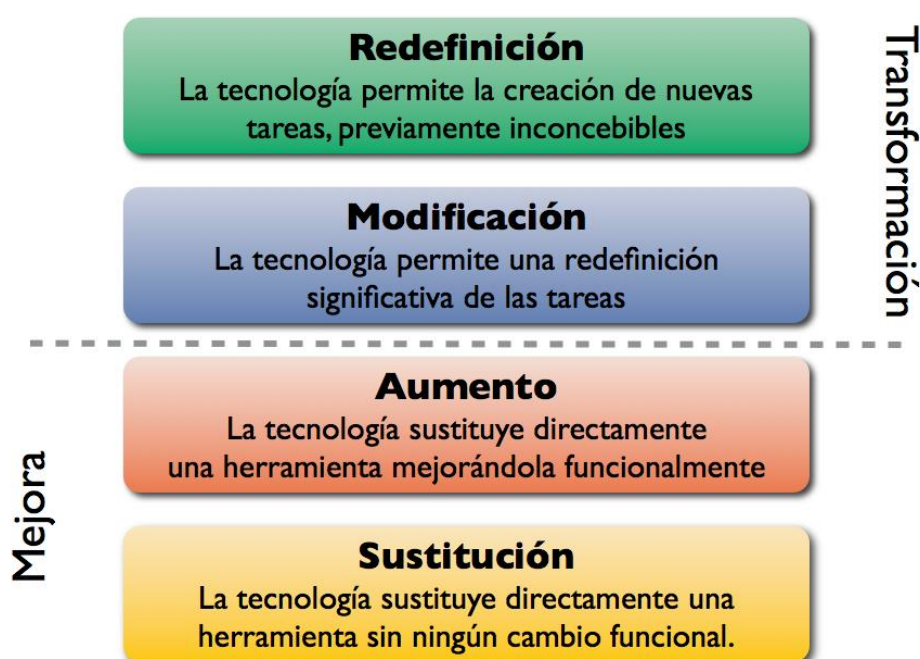 Redefinición
La tecnología permite la creación de nuevas
tareas, previamente inconcebibles
Transformación
Modificación
La tecnología permite una redefinición
significativa de las tareas
Aumento
La tecnología sustituye directamente
una herramienta mejorándola funcionalmente
Mejora
Sustitución
La tecnología sustituye directamente una
herramienta sin ningún cambio funcional.